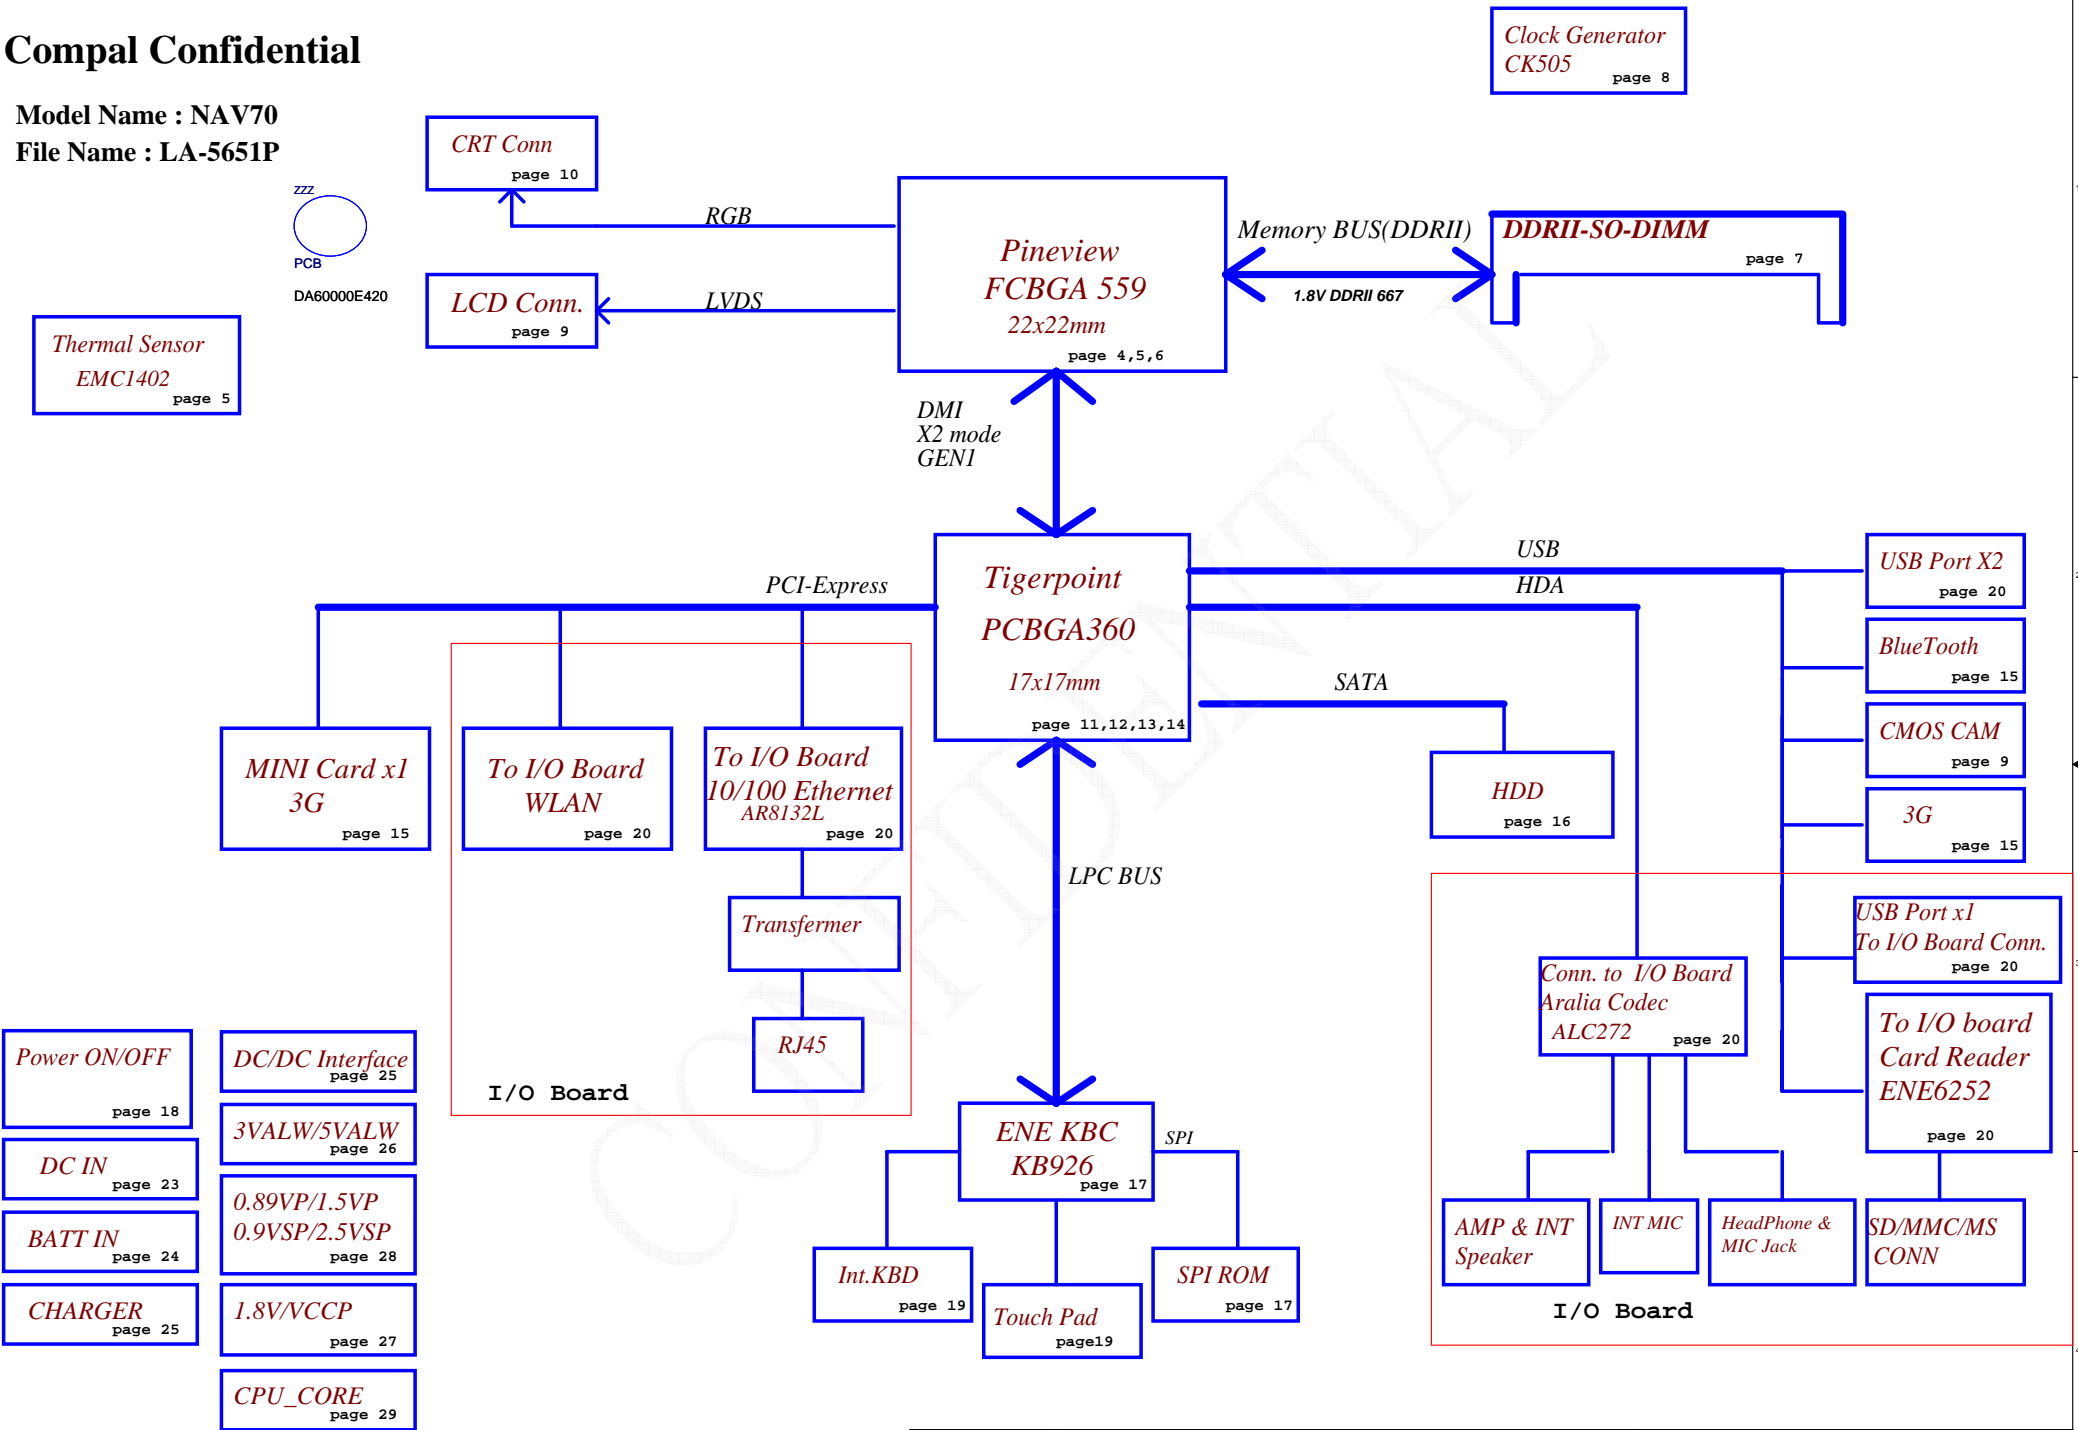 Compal Confidential
Model Name : NAV70
File Name : LA-5651P
Clock Generator
CK505
page 8
CRT Conn
page 10
RGB
ZZZ
PCB
DA60000E420
LCD Conn.
page 9
LVDS
Pineview
FCBGA 559
22x22mm
page 4,5,6
Memory BUS(DDRII)
1.8V DDRII 667
DDRII-SO-DIMM
page 7
Thermal Sensor
EMC1402
page 5
DMI
X2 mode
GEN1
Tigerpoint
PCBGA360
17x17mm
page 11,12,13,14
PCI-Express
USB
HDA
SATA
USB Port X2
page 20
BlueTooth
page 15
CMOS CAM
page 9
3G
page 15
MINI Card x1
3G
page 15
To I/O Board
WLAN
page 20
To I/O Board
10/100 Ethernet
AR8132L
page 20
HDD
page 16
LPC BUS
Transfermer
RJ45
I/O Board
USB Port x1
To I/O Board Conn.
page 20
Conn. to I/O Board
Aralia Codec
ALC272
page 20
To I/O board
Card Reader
ENE6252
page 20
Power ON/OFF
page 18
DC/DC Interface
page 25
3VALW/5VALW
page 26
DC IN
page 23
0.89VP/1.5VP
0.9VSP/2.5VSP
page 28
BATT IN
page 24
CHARGER
page 25
1.8V/VCCP
page 27
CPU_CORE
page 29
ENE KBC
KB926
page 17
SPI
Int.KBD
page 19
Touch Pad
page19
SPI ROM
page 17
AMP & INT
Speaker
INT MIC
HeadPhone &
MIC Jack
SD/MMC/MS
CONN
I/O Board
CONFIDENTIAL
1
2
3
4